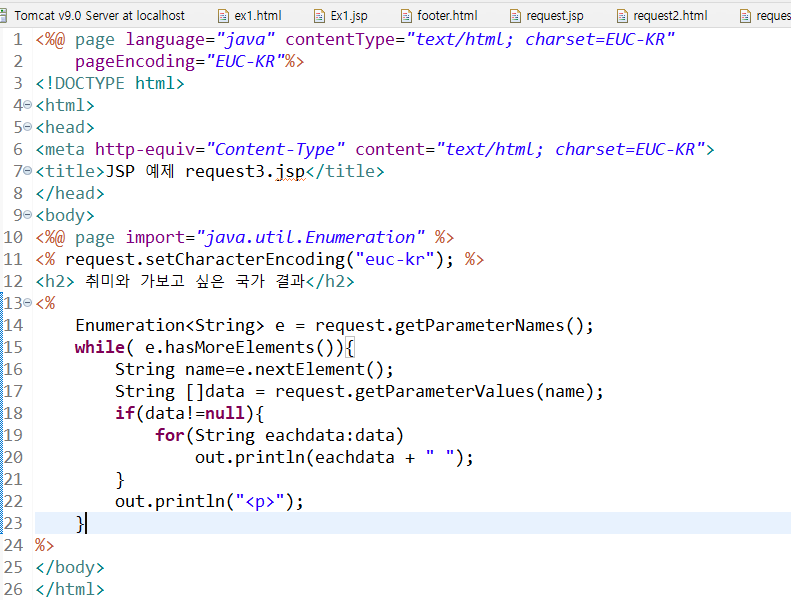 Tomcat v9.0 Server at localhost ex1.html Ex1.jsp footer.html request.jsp request2.html reques
1 <%@ page language="java" contentType="text/html; charset=EUC-KR"
2     pageEncoding="EUC-KR"%>
3 <!DOCTYPE html>
4 <html>
5 <head>
6 <meta http-equiv="Content-Type" content="text/html; charset=EUC-KR">
7 <title>JSP 예제 request3.jsp</title>
8 </head>
9 <body>
10 <%@ page import="java.util.Enumeration" %>
11 <% request.setCharacterEncoding("euc-kr"); %>
12 <h2> 취미와 가보고 싶은 국가 결과</h2>
13 <%
14     Enumeration<String> e = request.getParameterNames();
15     while( e.hasMoreElements()){
16         String name=e.nextElement();
17         String []data = request.getParameterValues(name);
18         if(data!=null){
19             for(String eachdata:data)
20                 out.println(eachdata + " ");
21         }
22         out.println("<p>");
23     }
24 %>
25 </body>
26 </html>